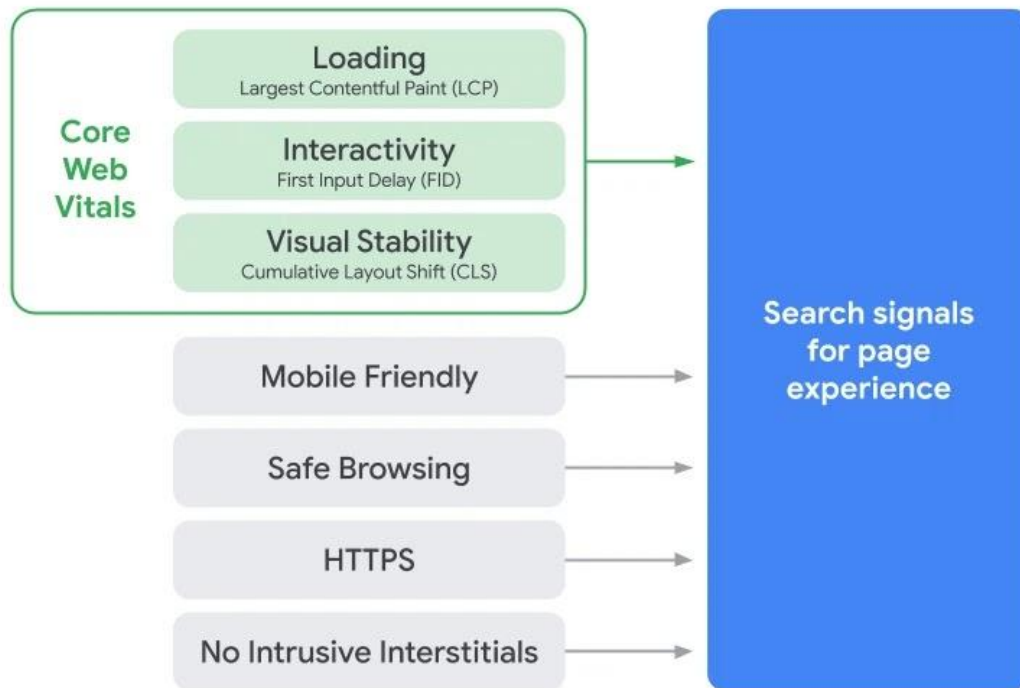 Core
Web
Vitals
Loading
Largest Contentful Paint (LCP)
Interactivity
First Input Delay (FID)
Visual Stability
Cumulative Layout Shift (CLS)
Mobile Friendly
Safe Browsing
HTTPS
No Intrusive Interstitials
Search signals
for page
experience